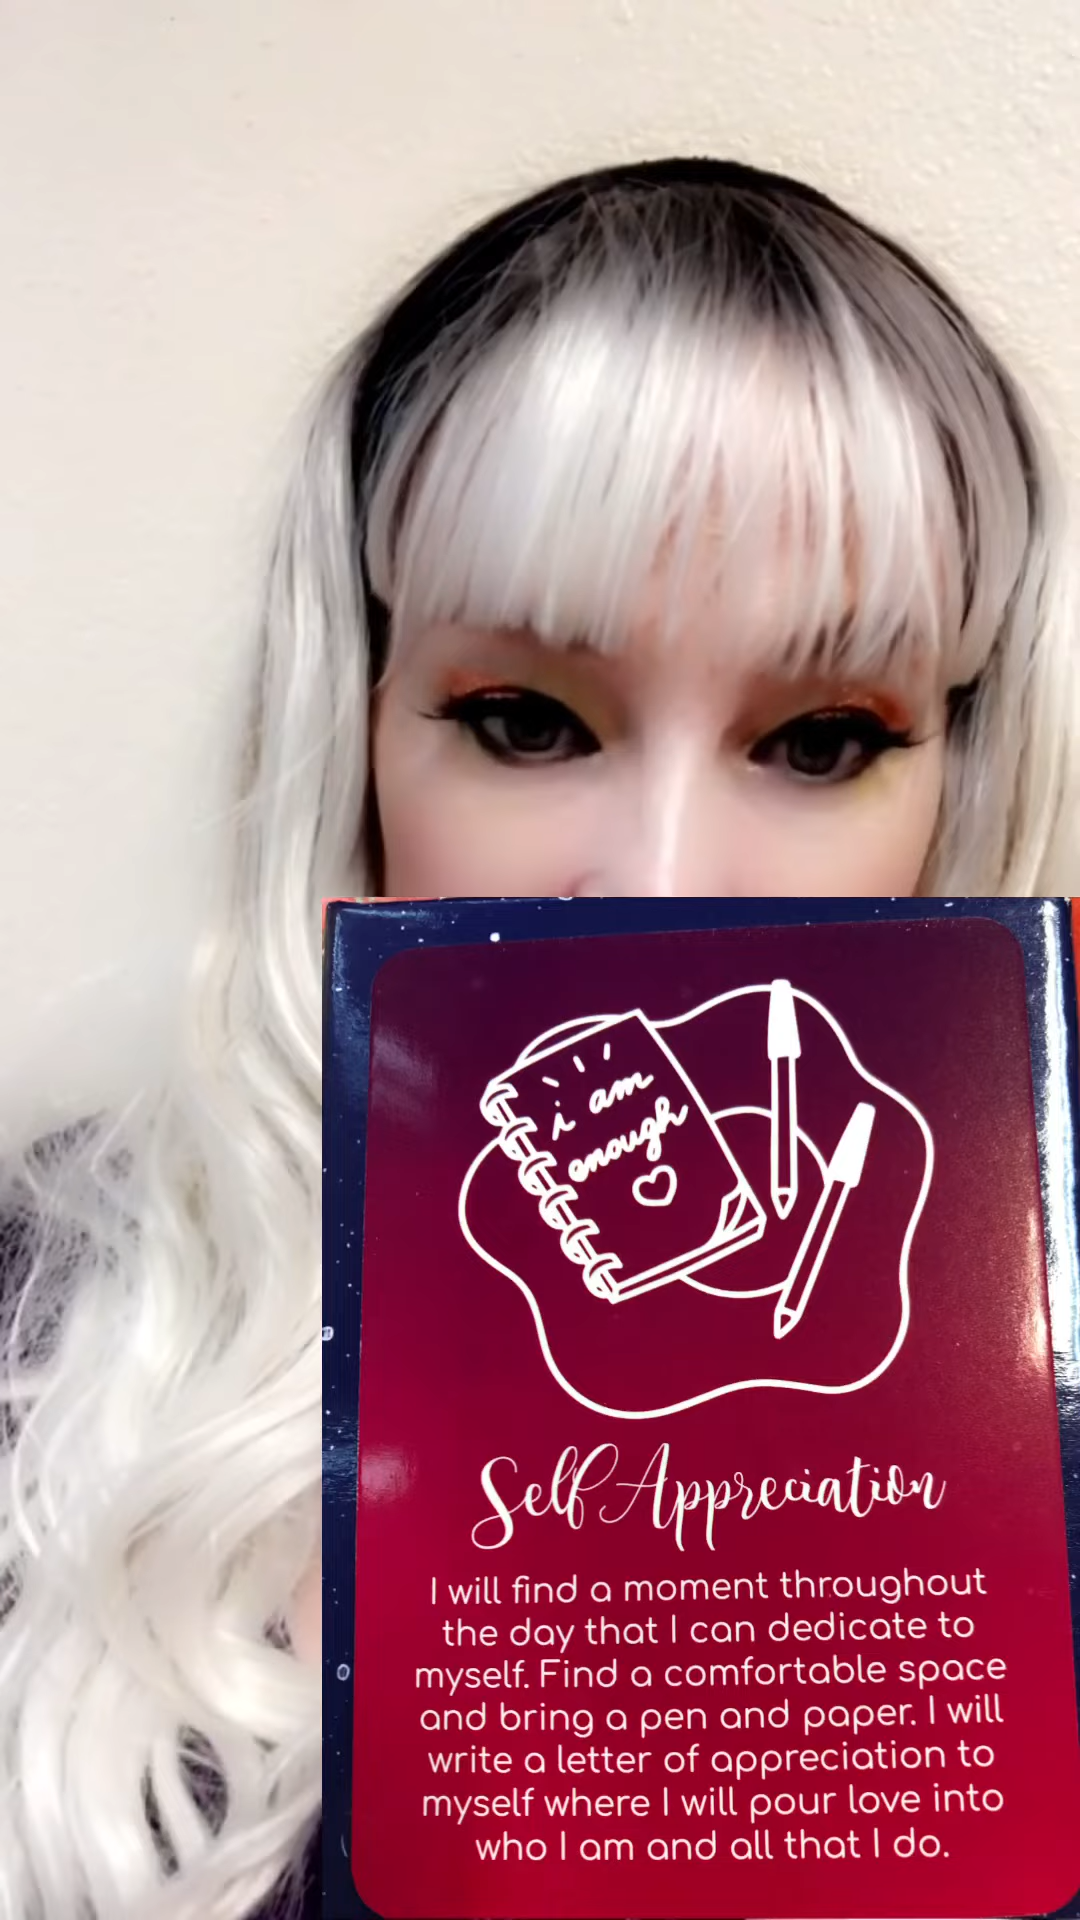 i am
enough
Self Appreciation
I will find a moment throughout
the day that I can dedicate to
myself. Find a comfortable space
and bring a pen and paper. I will
write a letter of appreciation to
myself where I will pour love into
who I am and all that I do.